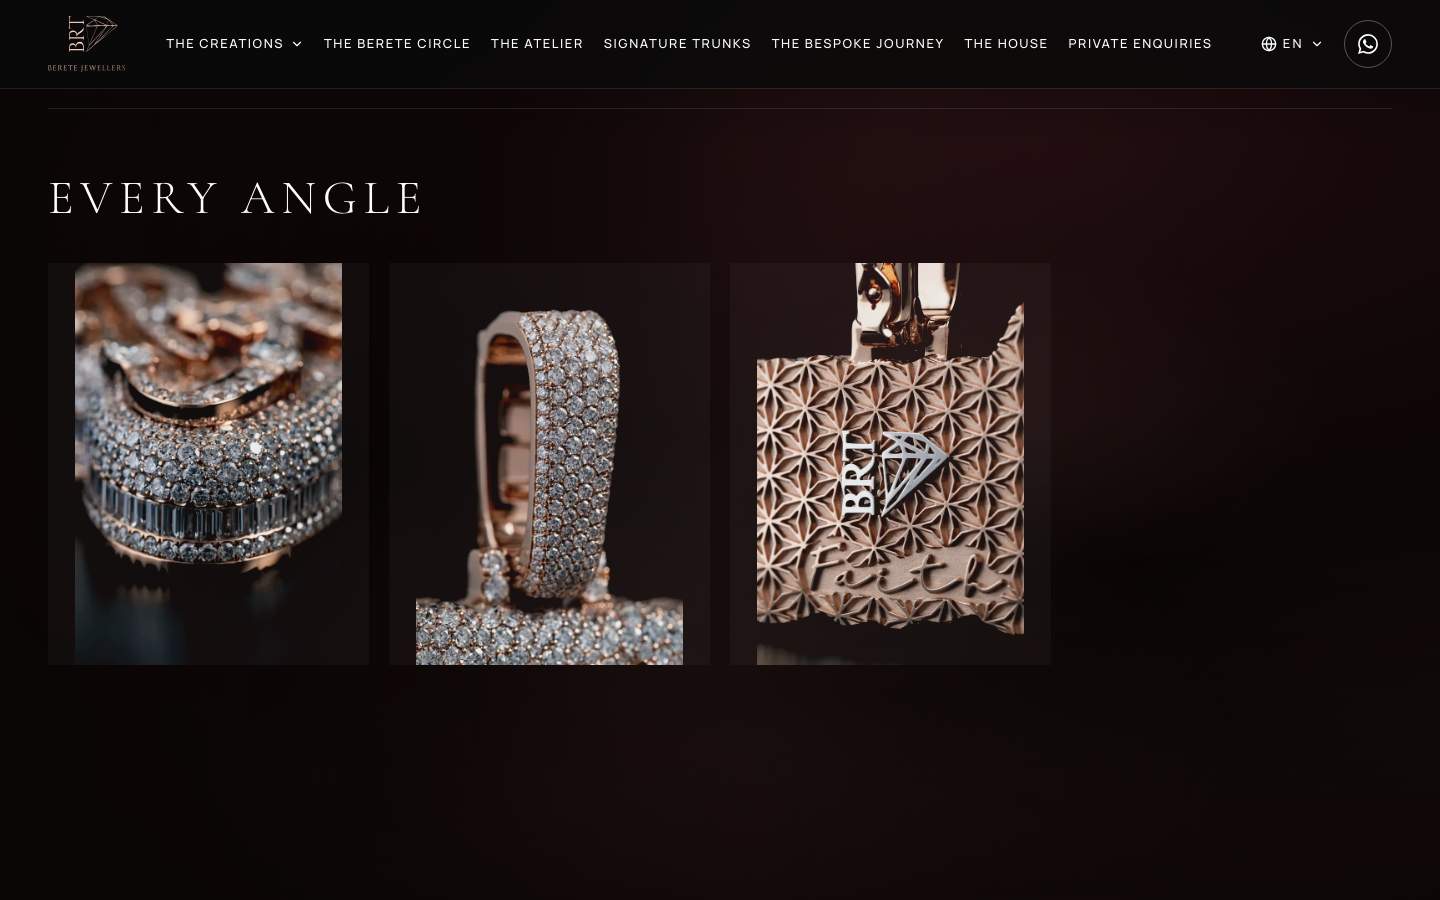 BRT
BERETE JEWELLERS
THE CREATIONS
THE BERETE CIRCLE
THE ATELIER
SIGNATURE TRUNKS
THE BESPOKE JOURNEY
THE HOUSE
PRIVATE ENQUIRIES
EN
EVERY ANGLE
BRT
Faith